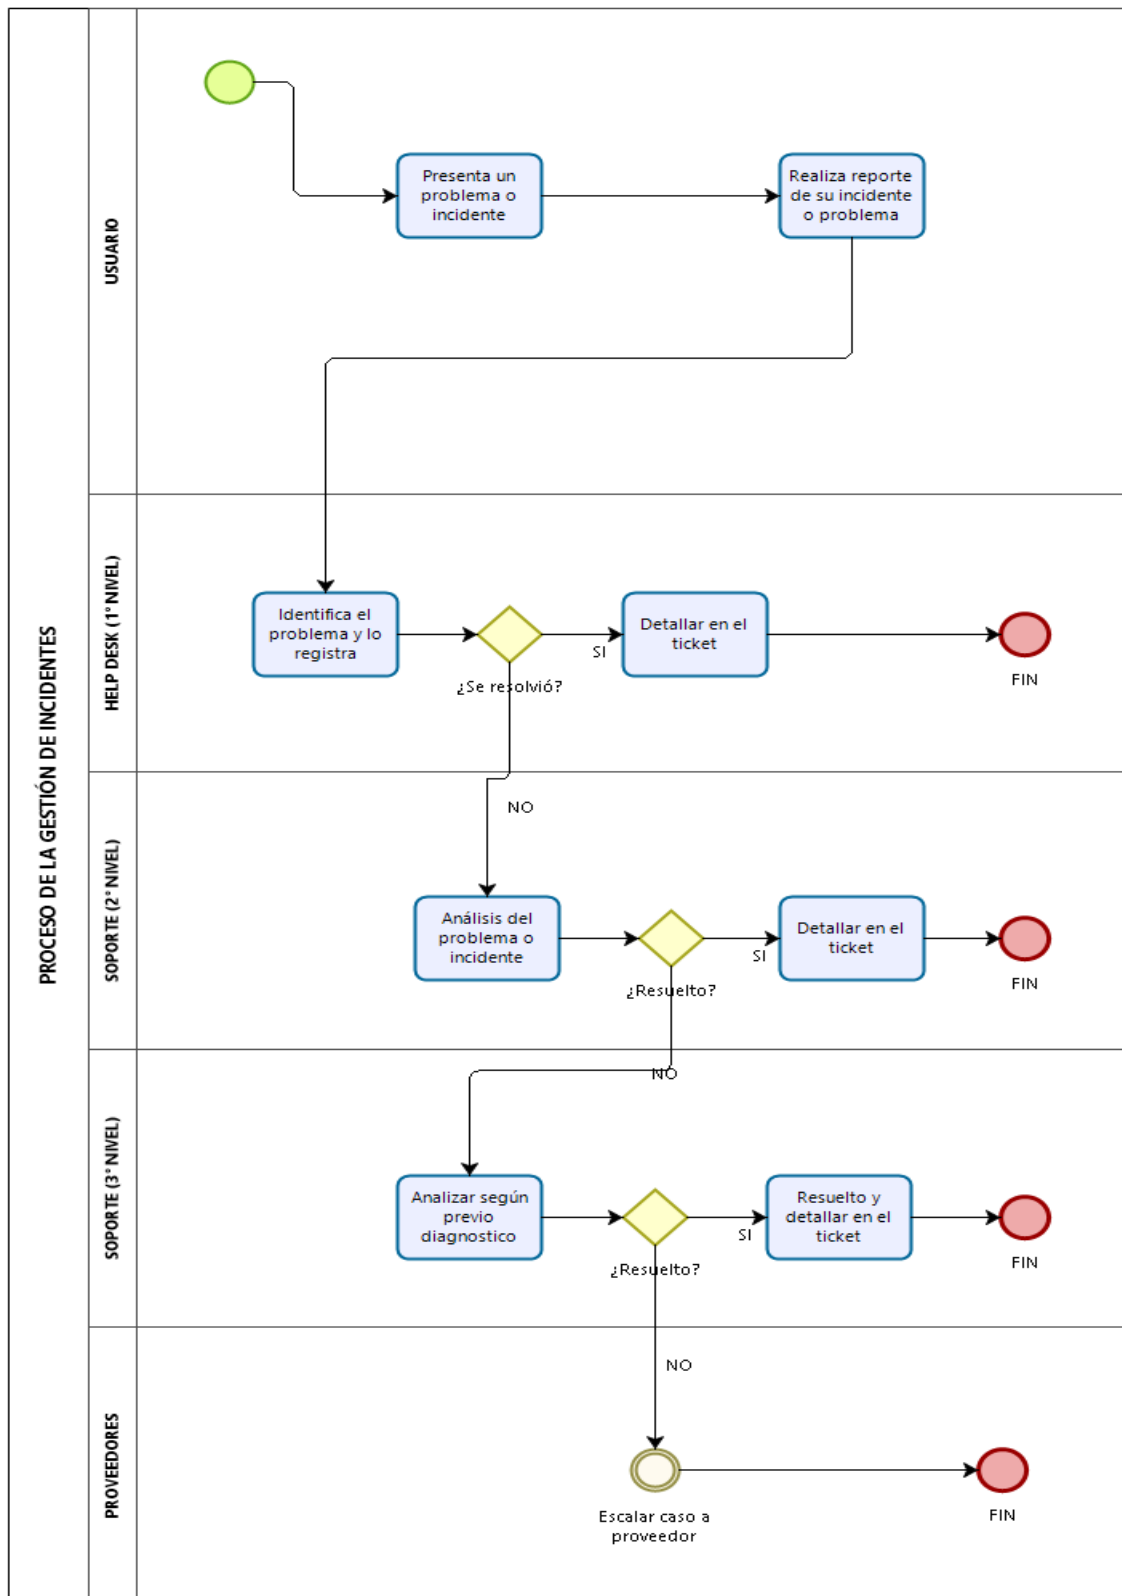 PROCESO DE LA GESTIÓN DE INCIDENTES
USUARIO
Presenta un
problema o
incidente
Realiza reporte
de su incidente
o problema
HELP DESK (1° NIVEL)
Identifica el
problema y lo
registra
¿Se resolvió?
SI
Detallar en el
ticket
FIN
NO
SOPORTE (2° NIVEL)
Análisis del
problema o
incidente
¿Resuelto?
SI
Detallar en el
ticket
FIN
NO
SOPORTE (3° NIVEL)
Analizar según
previo
diagnostico
¿Resuelto?
SI
Resuelto y
detallar en el
ticket
FIN
NO
PROVEEDORES
Escalar caso a
proveedor
FIN